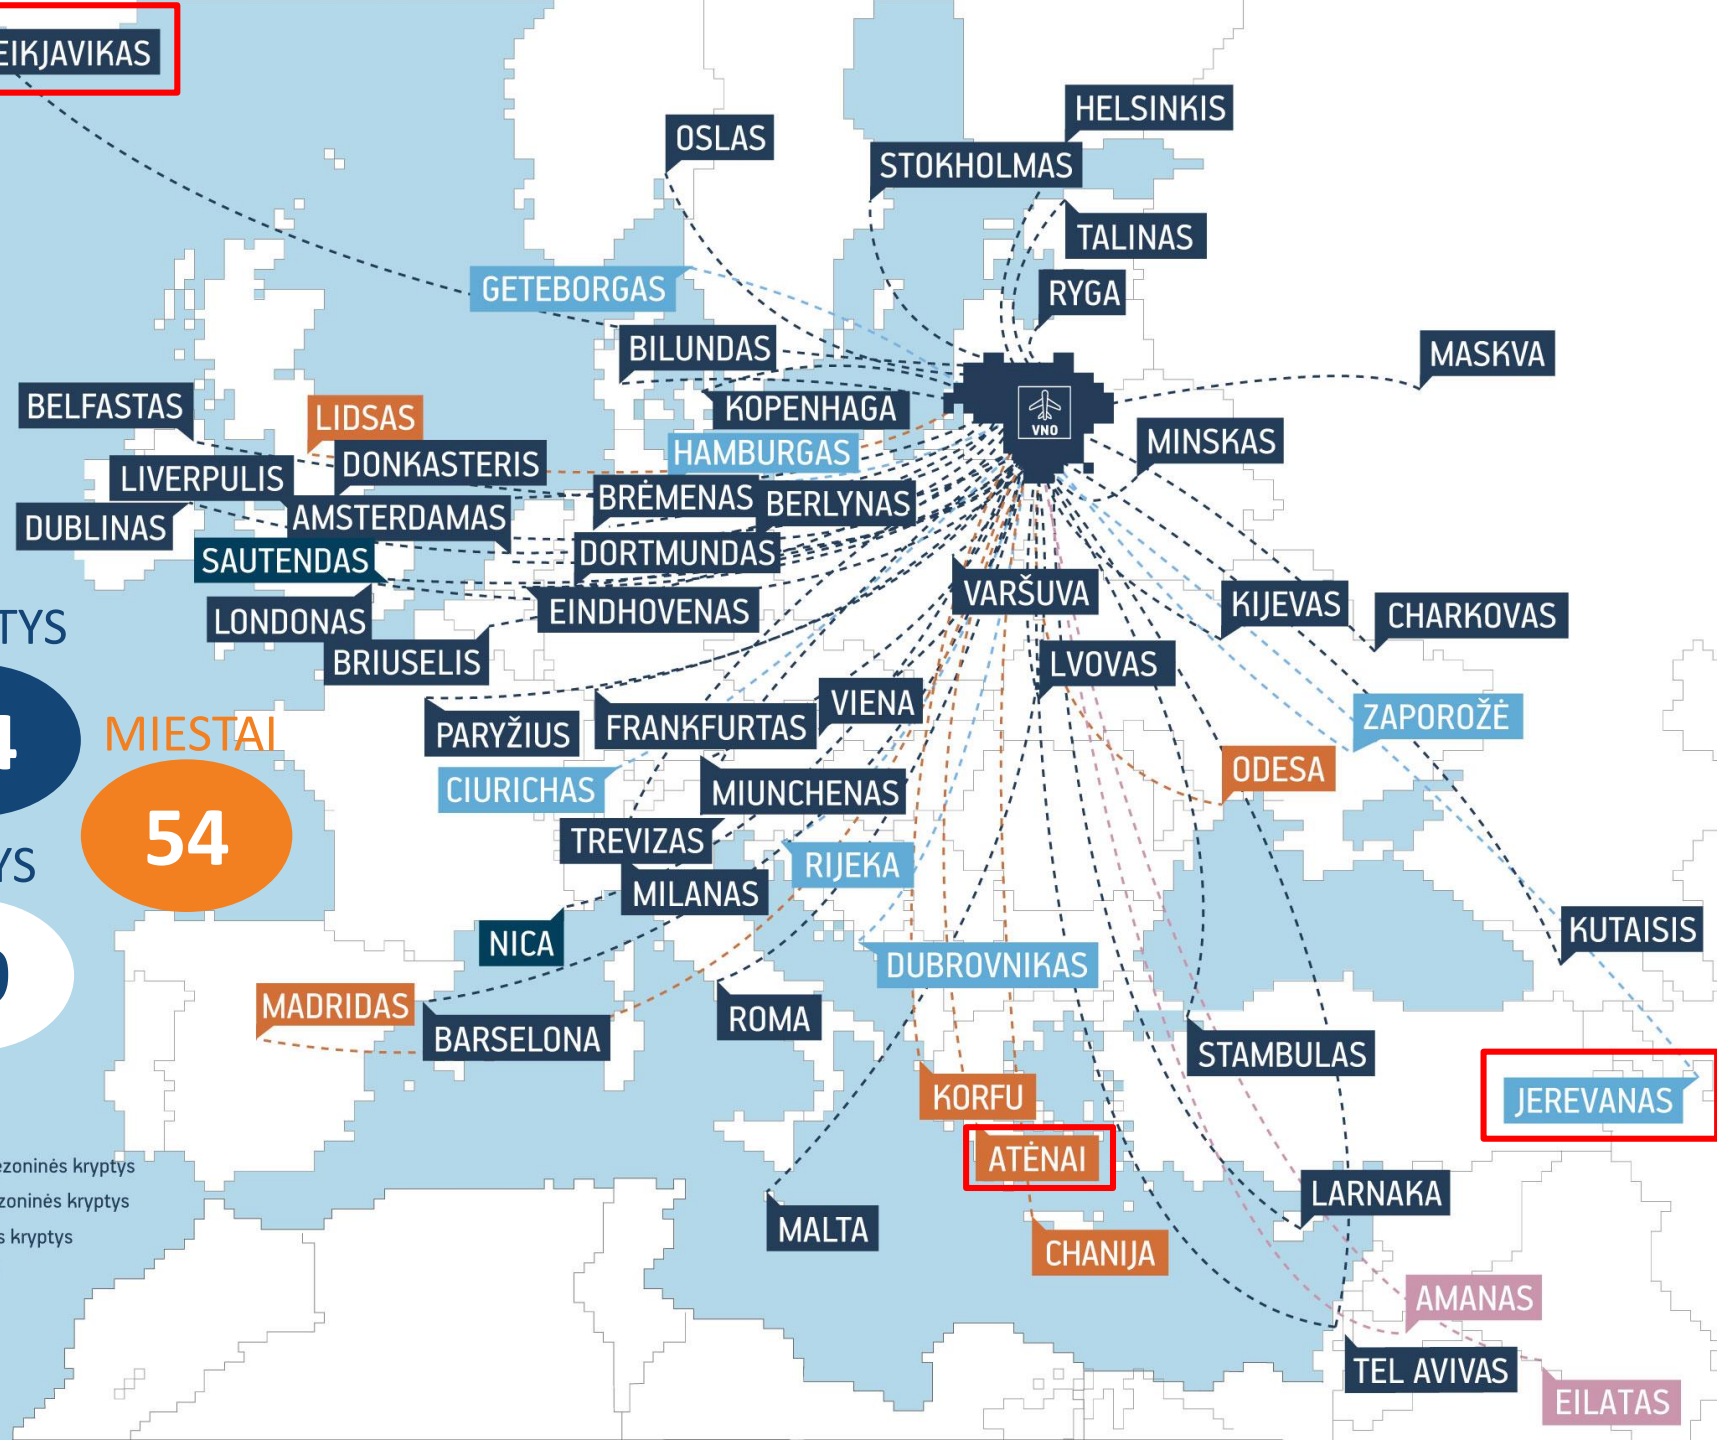 EIKJAVIKAS
HELSINKIS
OSLAS
STOKHOLMAS
TALINAS
GETEBORGAS
RYGA
BILUNDAS
MASKVA
BELFASTAS
LIDSAS
KOPENHAGA
VNO
HAMBURGAS
MINSKAS
DONKASTERIS
LIVERPULIS
BRĖMENAS
BERLYNAS
DUBLINAS
AMSTERDAMAS
SAUTENDAS
DORTMUNDAS
VARŠUVA
KIJEVAS
CHARKOVAS
LONDONAS
EINDHOVENAS
TYS
BRIUSELIS
LVOVAS
VIENA
ZAPOROŽĖ
4
MIESTAI
PARYŽIUS
FRANKFURTAS
ODESA
CIURICHAS
MIUNCHENAS
54
TREVIZAS
YS
RIJEKA
MILANAS
KUTAISIS
NICA
DUBROVNIKAS
MADRIDAS
ROMA
BARSELONA
STAMBULAS
KORFU
JEREVANAS
ATĖNAI
ezoninės kryptys
LARNAKA
zoninės kryptys
MALTA
s kryptys
CHANIJA
AMANAS
TEL AVIVAS
EILATAS